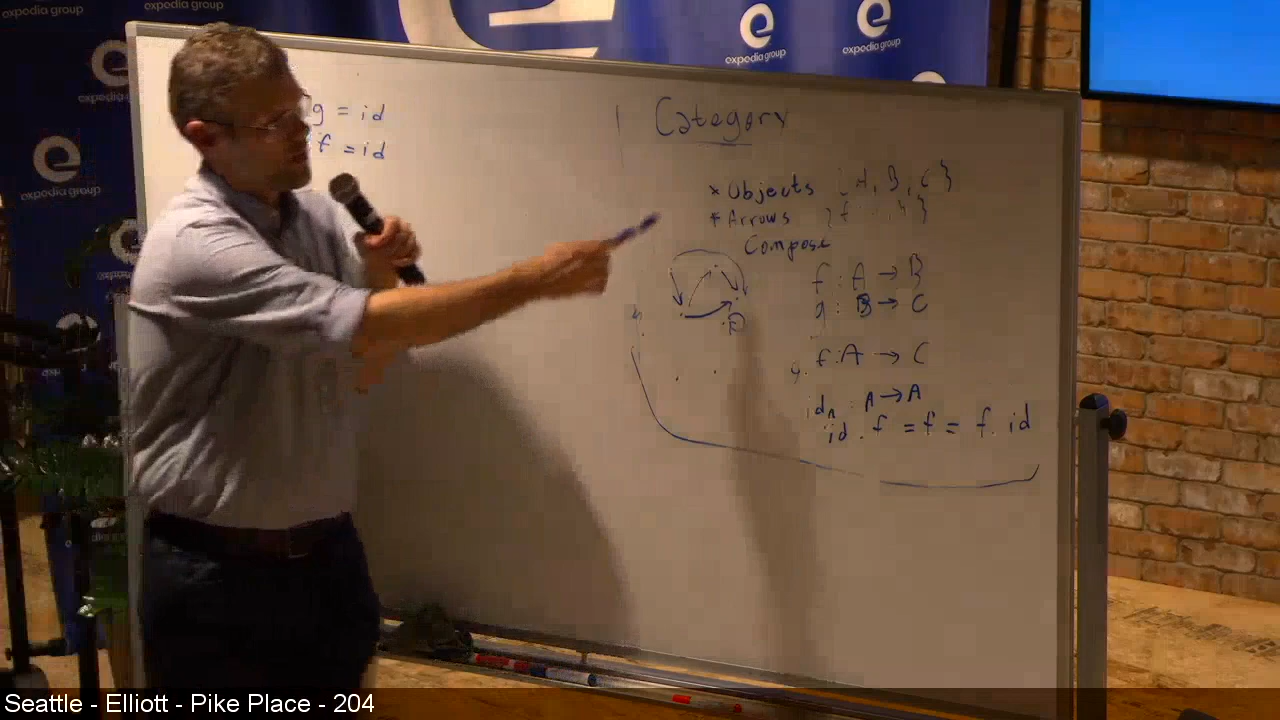 expedia group
expedia group
expedia group
expedia group
expedia group
g = id
f = id
Category
* Objects { A, B, C }
* Arrows { f
Compose
f : A → B
g : B → C
g . f : A → C
id_A : A → A
id . f = f = f . id
Seattle - Elliott - Pike Place - 204